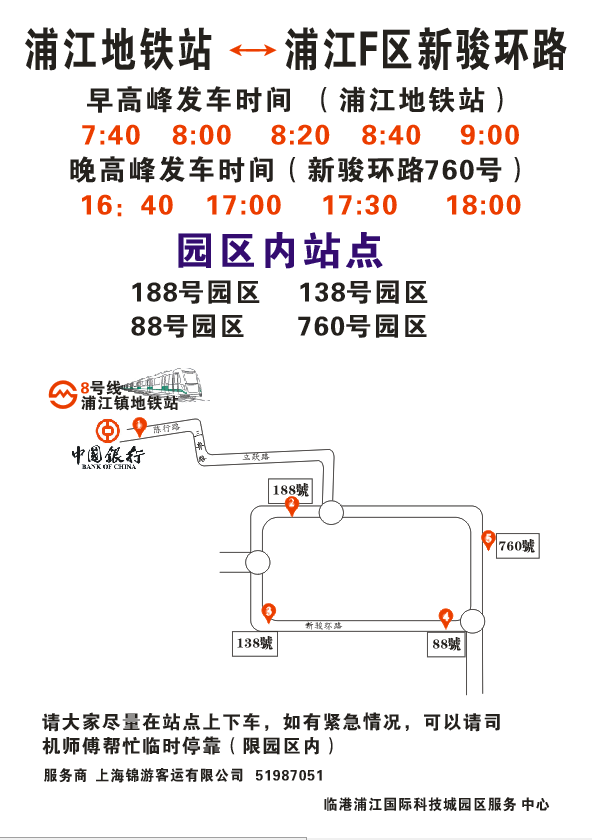 浦江地铁站 ↔ 浦江F区新骏环路
早高峰发车时间 （浦江地铁站）
7:40 8:00 8:20 8:40 9:00
晚高峰发车时间（新骏环路760号）
16：40 17:00 17:30 18:00
园区内站点
188号园区 138号园区
88号园区 760号园区
8号线
浦江镇地铁站
中国银行
BANK OF CHINA
1
陈行路
三鲁路
立跃路
188號
2
5
760號
3
4
新骏环路
138號
88號
请大家尽量在站点上下车，如有紧急情况，可以请司
机师傅帮忙临时停靠（限园区内）
服务商 上海锦游客运有限公司 51987051
临港浦江国际科技城园区服务 中心